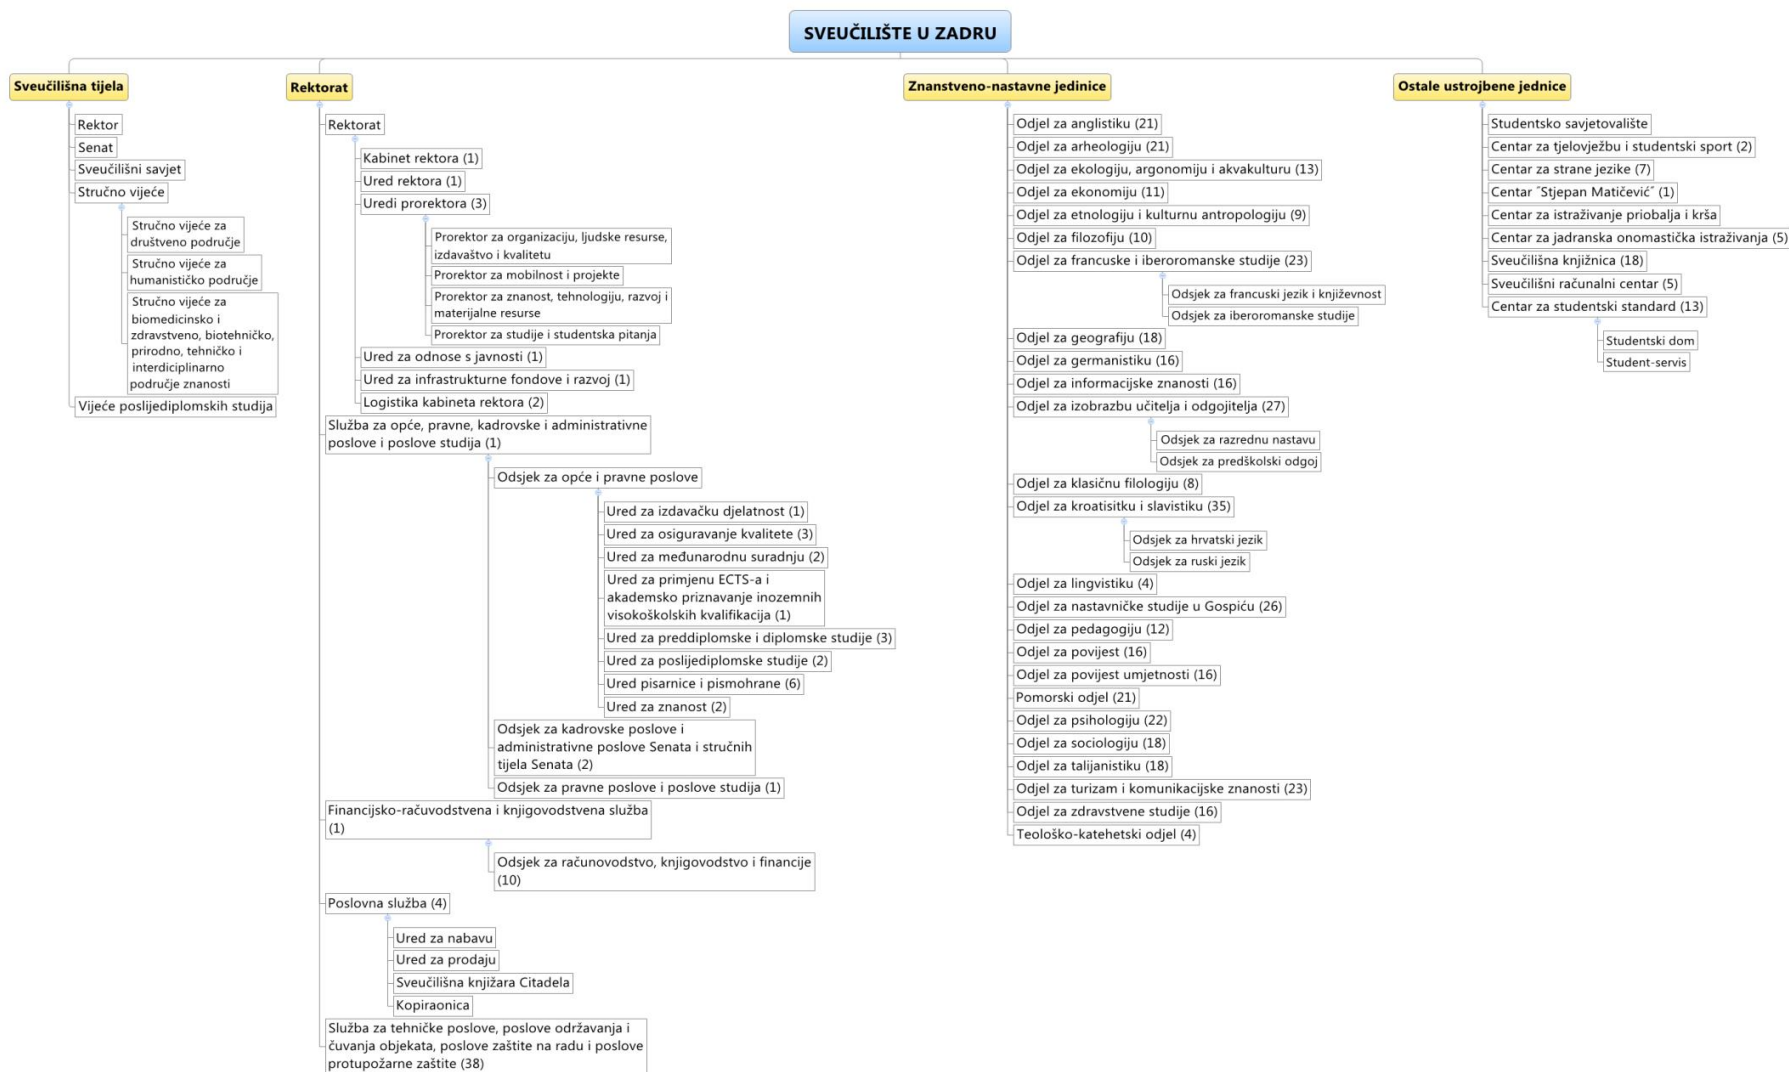 SVEUČILIŠTE U ZADRU
Sveučilišna tijela
Rektor
Senat
Sveučilišni savjet
Stručno vijeće
Stručno vijeće za
društveno područje
Stručno vijeće za
humanističko područje
Stručno vijeće za
biomedicinsko i
zdravstveno, biotehničko,
prirodno, tehničko i
interdiciplinarno
područje znanosti
Vijeće poslijediplomskih studija
Rektorat
Rektorat
Kabinet rektora (1)
Ured rektora (1)
Uredi prorektora (3)
Prorektor za organizaciju, ljudske resurse,
izdavaštvo i kvalitetu
Prorektor za mobilnost i projekte
Prorektor za znanost, tehnologiju, razvoj i
materijalne resurse
Prorektor za studije i studentska pitanja
Ured za odnose s javnosti (1)
Ured za infrastrukturne fondove i razvoj (1)
Logistika kabineta rektora (2)
Služba za opće, pravne, kadrovske i administrativne
poslove i poslove studija (1)
Odsjek za opće i pravne poslove
Ured za izdavačku djelatnost (1)
Ured za osiguravanje kvalitete (3)
Ured za međunarodnu suradnju (2)
Ured za primjenu ECTS-a i
akademsko priznavanje inozemnih
visokoškolskih kvalifikacija (1)
Ured za preddiplomske i diplomske studije (3)
Ured za poslijediplomske studije (2)
Ured pisarnice i pismohrane (6)
Ured za znanost (2)
Odsjek za kadrovske poslove i
administrativne poslove Senata i stručnih
tijela Senata (2)
Odsjek za pravne poslove i poslove studija (1)
Financijsko-računovodstvena i knjigovodstvena služba
(1)
Odsjek za računovodstvo, knjigovodstvo i financije
(10)
Poslovna služba (4)
Ured za nabavu
Ured za prodaju
Sveučilišna knjižara Citadela
Kopiraonica
Služba za tehničke poslove, poslove održavanja i
čuvanja objekata, poslove zaštite na radu i poslove
protupožarne zaštite (38)
Znanstveno-nastavne jedinice
Odjel za anglistiku (21)
Odjel za arheologiju (21)
Odjel za ekologiju, argonomiju i akvakulturu (13)
Odjel za ekonomiju (11)
Odjel za etnologiju i kulturnu antropologiju (9)
Odjel za filozofiju (10)
Odjel za francuske i iberoromanske studije (23)
Odsjek za francuski jezik i književnost
Odsjek za iberoromanske studije
Odjel za geografiju (18)
Odjel za germanistiku (16)
Odjel za informacijske znanosti (16)
Odjel za izobrazbu učitelja i odgojitelja (27)
Odsjek za razrednu nastavu
Odsjek za predškolski odgoj
Odjel za klasičnu filologiju (8)
Odjel za kroatisitku i slavistiku (35)
Odsjek za hrvatski jezik
Odsjek za ruski jezik
Odjel za lingvistiku (4)
Odjel za nastavničke studije u Gospiću (26)
Odjel za pedagogiju (12)
Odjel za povijest (16)
Odjel za povijest umjetnosti (16)
Pomorski odjel (21)
Odjel za psihologiju (22)
Odjel za sociologiju (18)
Odjel za talijanistiku (18)
Odjel za turizam i komunikacijske znanosti (23)
Odjel za zdravstvene studije (16)
Teološko-katehetski odjel (4)
Ostale ustrojbene jednice
Studentsko savjetovalište
Centar za tjelovježbu i studentski sport (2)
Centar za strane jezike (7)
Centar ˝Stjepan Matičević˝ (1)
Centar za istraživanje priobalja i krša
Centar za jadranska onomastička istraživanja (5)
Sveučilišna knjižnica (18)
Sveučilišni računalni centar (5)
Centar za studentski standard (13)
Studentski dom
Student-servis